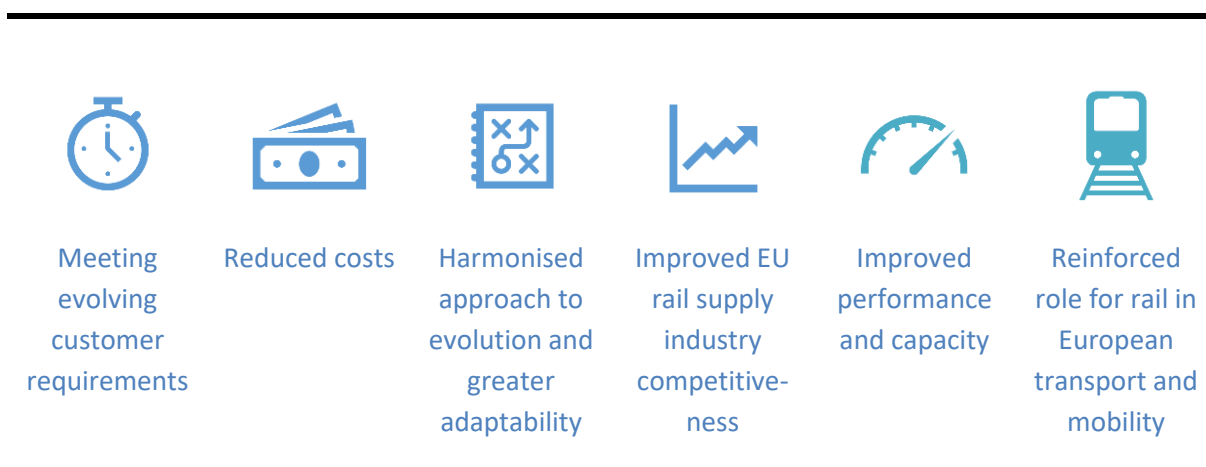 Meeting
evolving
customer
requirements
Reduced costs
Harmonised
approach to
evolution and
greater
adaptability
Improved EU
rail supply
industry
competitive-
ness
Improved
performance
and capacity
Reinforced
role for rail in
European
transport and
mobility